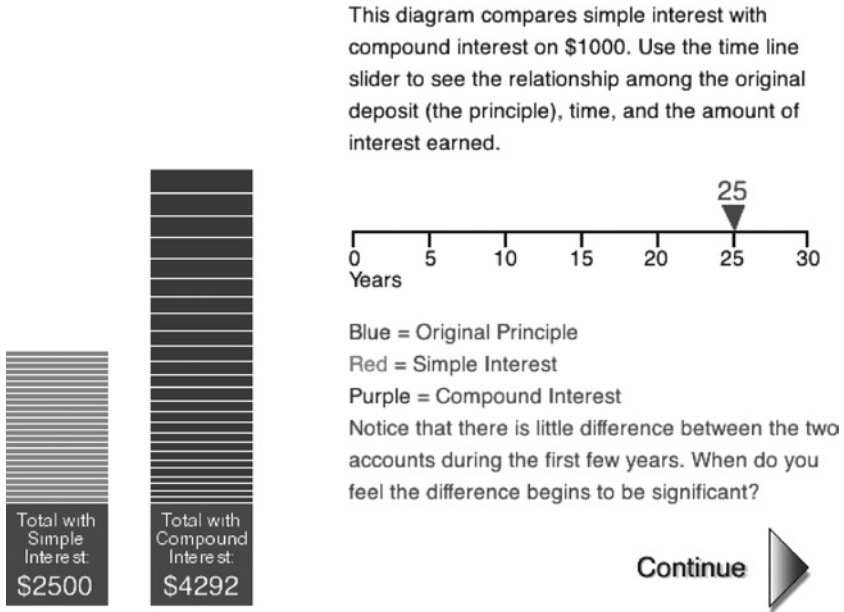 This diagram compares simple interest with
compound interest on $1000. Use the time line
slider to see the relationship among the original
deposit (the principle), time, and the amount of
interest earned.
25
0 5 10 15 20 25 30
Years
Blue = Original Principle
Red = Simple Interest
Purple = Compound Interest
Notice that there is little difference between the two
accounts during the first few years. When do you
feel the difference begins to be significant?
Total with
Simple
Interest:
$2500
Total with
Compound
Interest:
$4292
Continue